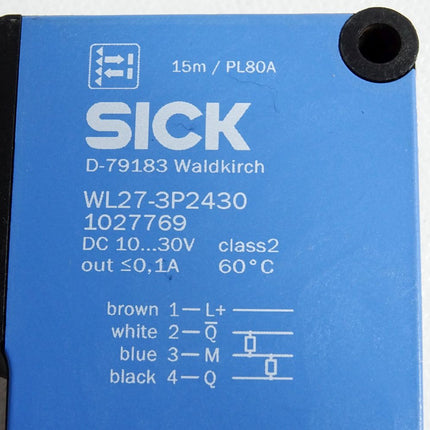 15m / PL80A
SICK
D-79183 Waldkirch
WL27-3P2430
1027769
DC 10...30V class2
out ≤0,1A 60°C
brown 1 — L+
white 2 — Q̅
blue 3 — M
black 4 — Q